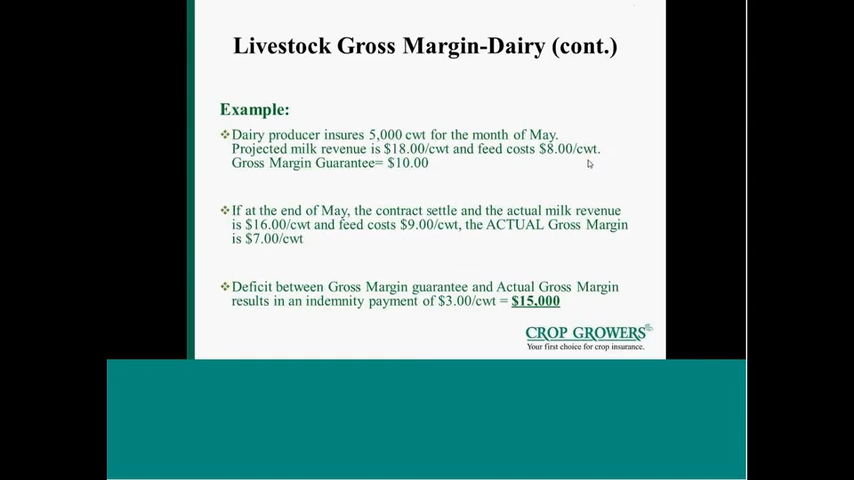 Livestock Gross Margin-Dairy (cont.)
Example:
Dairy producer insures 5,000 cwt for the month of May.
Projected milk revenue is $18.00/cwt and feed costs $8.00/cwt.
Gross Margin Guarantee= $10.00
If at the end of May, the contract settle and the actual milk revenue
is $16.00/cwt and feed costs $9.00/cwt, the ACTUAL Gross Margin
is $7.00/cwt
Deficit between Gross Margin guarantee and Actual Gross Margin
results in an indemnity payment of $3.00/cwt = $15,000
CROP GROWERS
Your first choice for crop insurance.